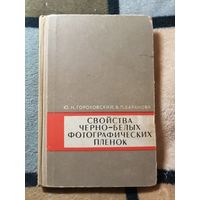 Ю. Н. ГОРОХОВСКИЙ, В. П. БАРАНОВА
СВОЙСТВА
ЧЕРНО-БЕЛЫХ
ФОТОГРАФИЧЕСКИХ
ПЛЕНОК